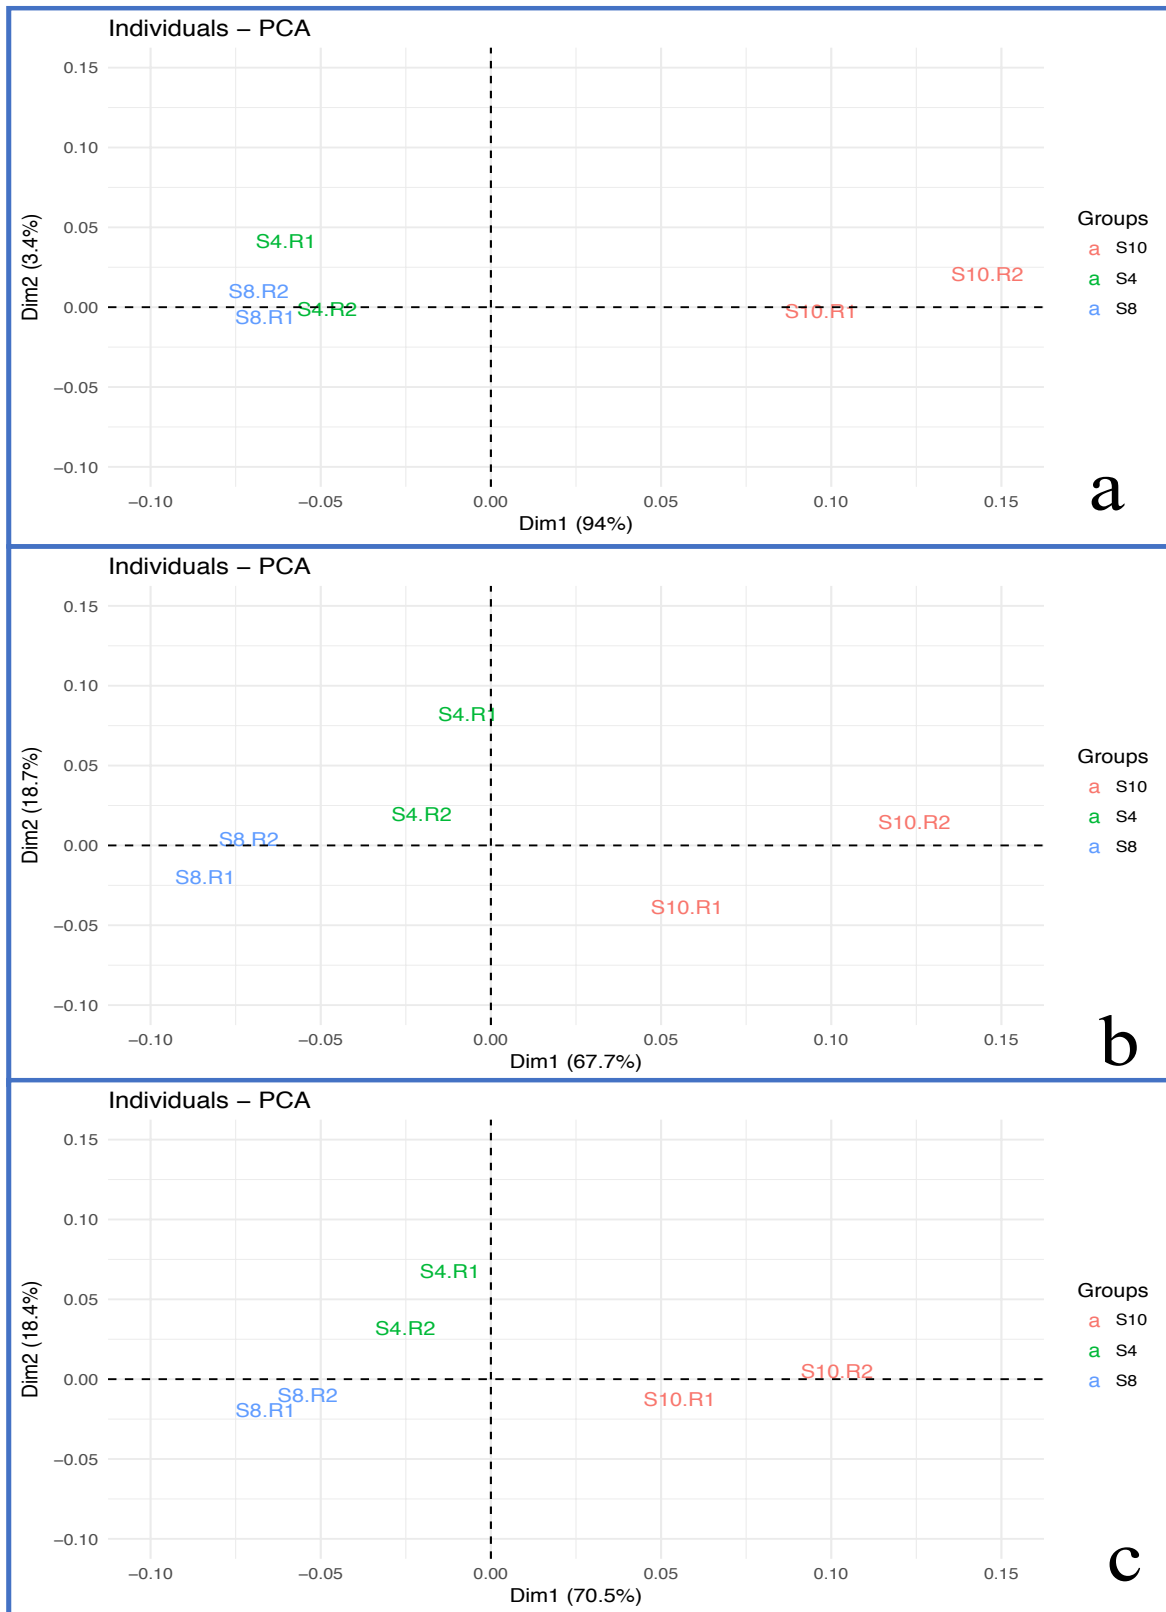 Individuals – PCA
0.15
0.10
0.05
0.00
−0.05
−0.10
Dim2 (3.4%)
S4.R1
S8.R2
S8.R1
S4.R2
S10.R2
S10.R1
−0.10 −0.05 0.00 0.05 0.10 0.15
Dim1 (94%)
Groups
a S10
a S4
a S8
a
Individuals – PCA
0.15
0.10
0.05
0.00
−0.05
−0.10
Dim2 (18.7%)
S4.R1
S4.R2
S8.R2
S8.R1
S10.R2
S10.R1
−0.10 −0.05 0.00 0.05 0.10 0.15
Dim1 (67.7%)
Groups
a S10
a S4
a S8
b
Individuals – PCA
0.15
0.10
0.05
0.00
−0.05
−0.10
Dim2 (18.4%)
S4.R1
S4.R2
S8.R2
S8.R1
S10.R2
S10.R1
−0.10 −0.05 0.00 0.05 0.10 0.15
Dim1 (70.5%)
Groups
a S10
a S4
a S8
c